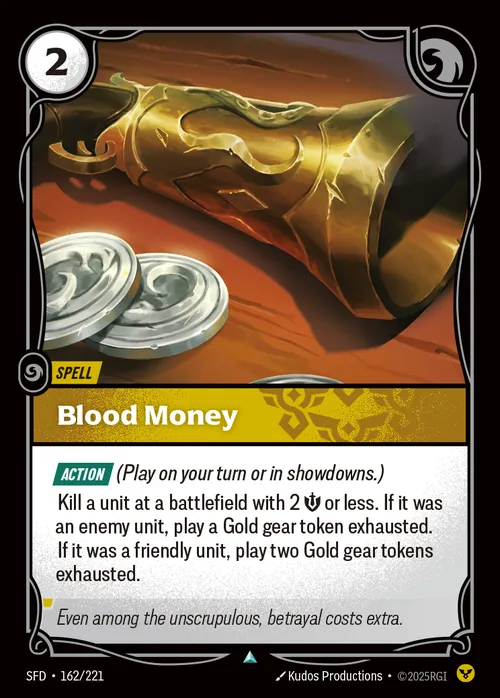 2
SPELL
Blood Money
ACTION (Play on your turn or in showdowns.)
Kill a unit at a battlefield with 2 or less. If it was
an enemy unit, play a Gold gear token exhausted.
If it was a friendly unit, play two Gold gear tokens
exhausted.
Even among the unscrupulous, betrayal costs extra.
SFD • 162/221
Kudos Productions • ©2025RGI